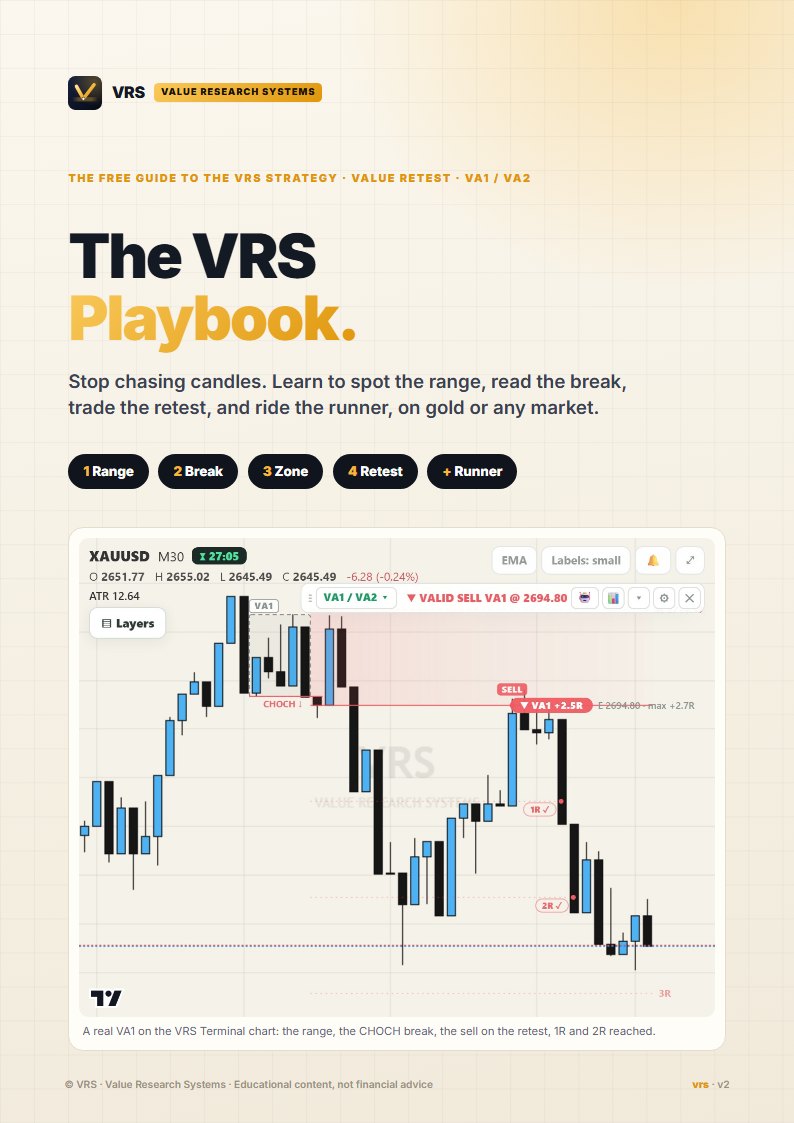 VRS VALUE RESEARCH SYSTEMS
THE FREE GUIDE TO THE VRS STRATEGY · VALUE RETEST · VA1 / VA2
The VRS
Playbook.
Stop chasing candles. Learn to spot the range, read the break,
trade the retest, and ride the runner, on gold or any market.
1 Range 2 Break 3 Zone 4 Retest + Runner
XAUUSD M30 27:05 EMA Labels: small
O 2651.77 H 2655.02 L 2645.49 C 2645.49 -6.28 (-0.24%)
ATR 12.64
VA1 / VA2 ▼ VALID SELL VA1 @ 2694.80
VA1
Layers
SELL
CHOCH ↓
▼ VA1 +2.5R E 2694.80 · max +2.7R
VRS
VALUE RESEARCH SYSTEMS
1R ✓
2R ✓
3R
A real VA1 on the VRS Terminal chart: the range, the CHOCH break, the sell on the retest, 1R and 2R reached.
© VRS · Value Research Systems · Educational content, not financial advice
vrs · v2